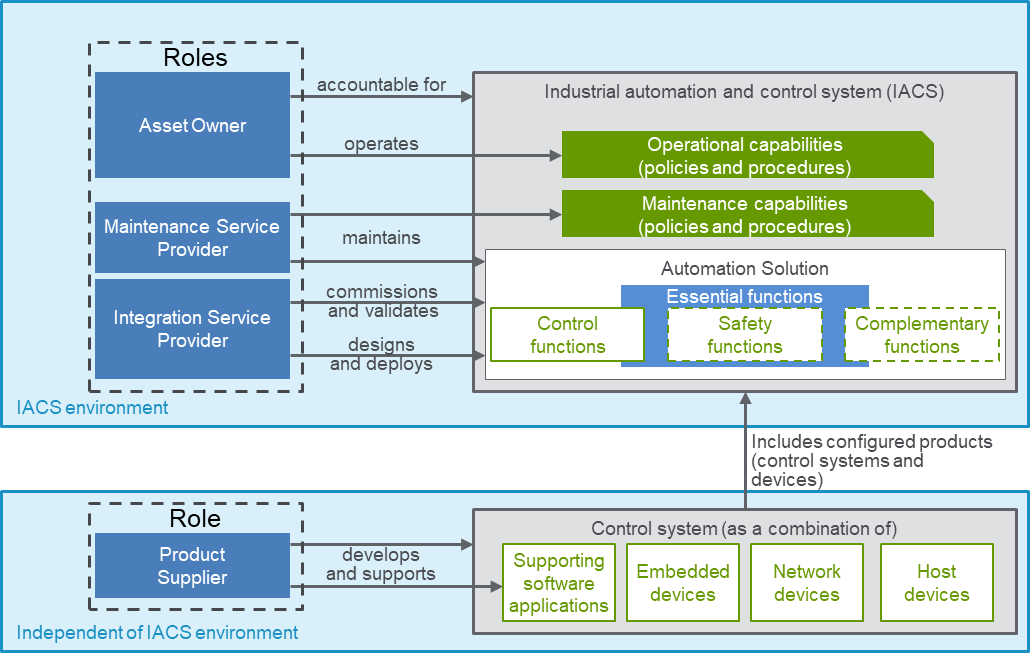 Roles
Asset Owner
accountable for
operates
Industrial automation and control system (IACS)
Operational capabilities
(policies and procedures)
Maintenance capabilities
(policies and procedures)
Maintenance Service
Provider
maintains
Integration Service
Provider
commissions
and validates
designs
and deploys
Automation Solution
Essential functions
Control
functions
Safety
functions
Complementary
functions
IACS environment
Includes configured products
(control systems and
devices)
Role
Product
Supplier
develops
and supports
Control system (as a combination of)
Supporting
software
applications
Embedded
devices
Network
devices
Host
devices
Independent of IACS environment